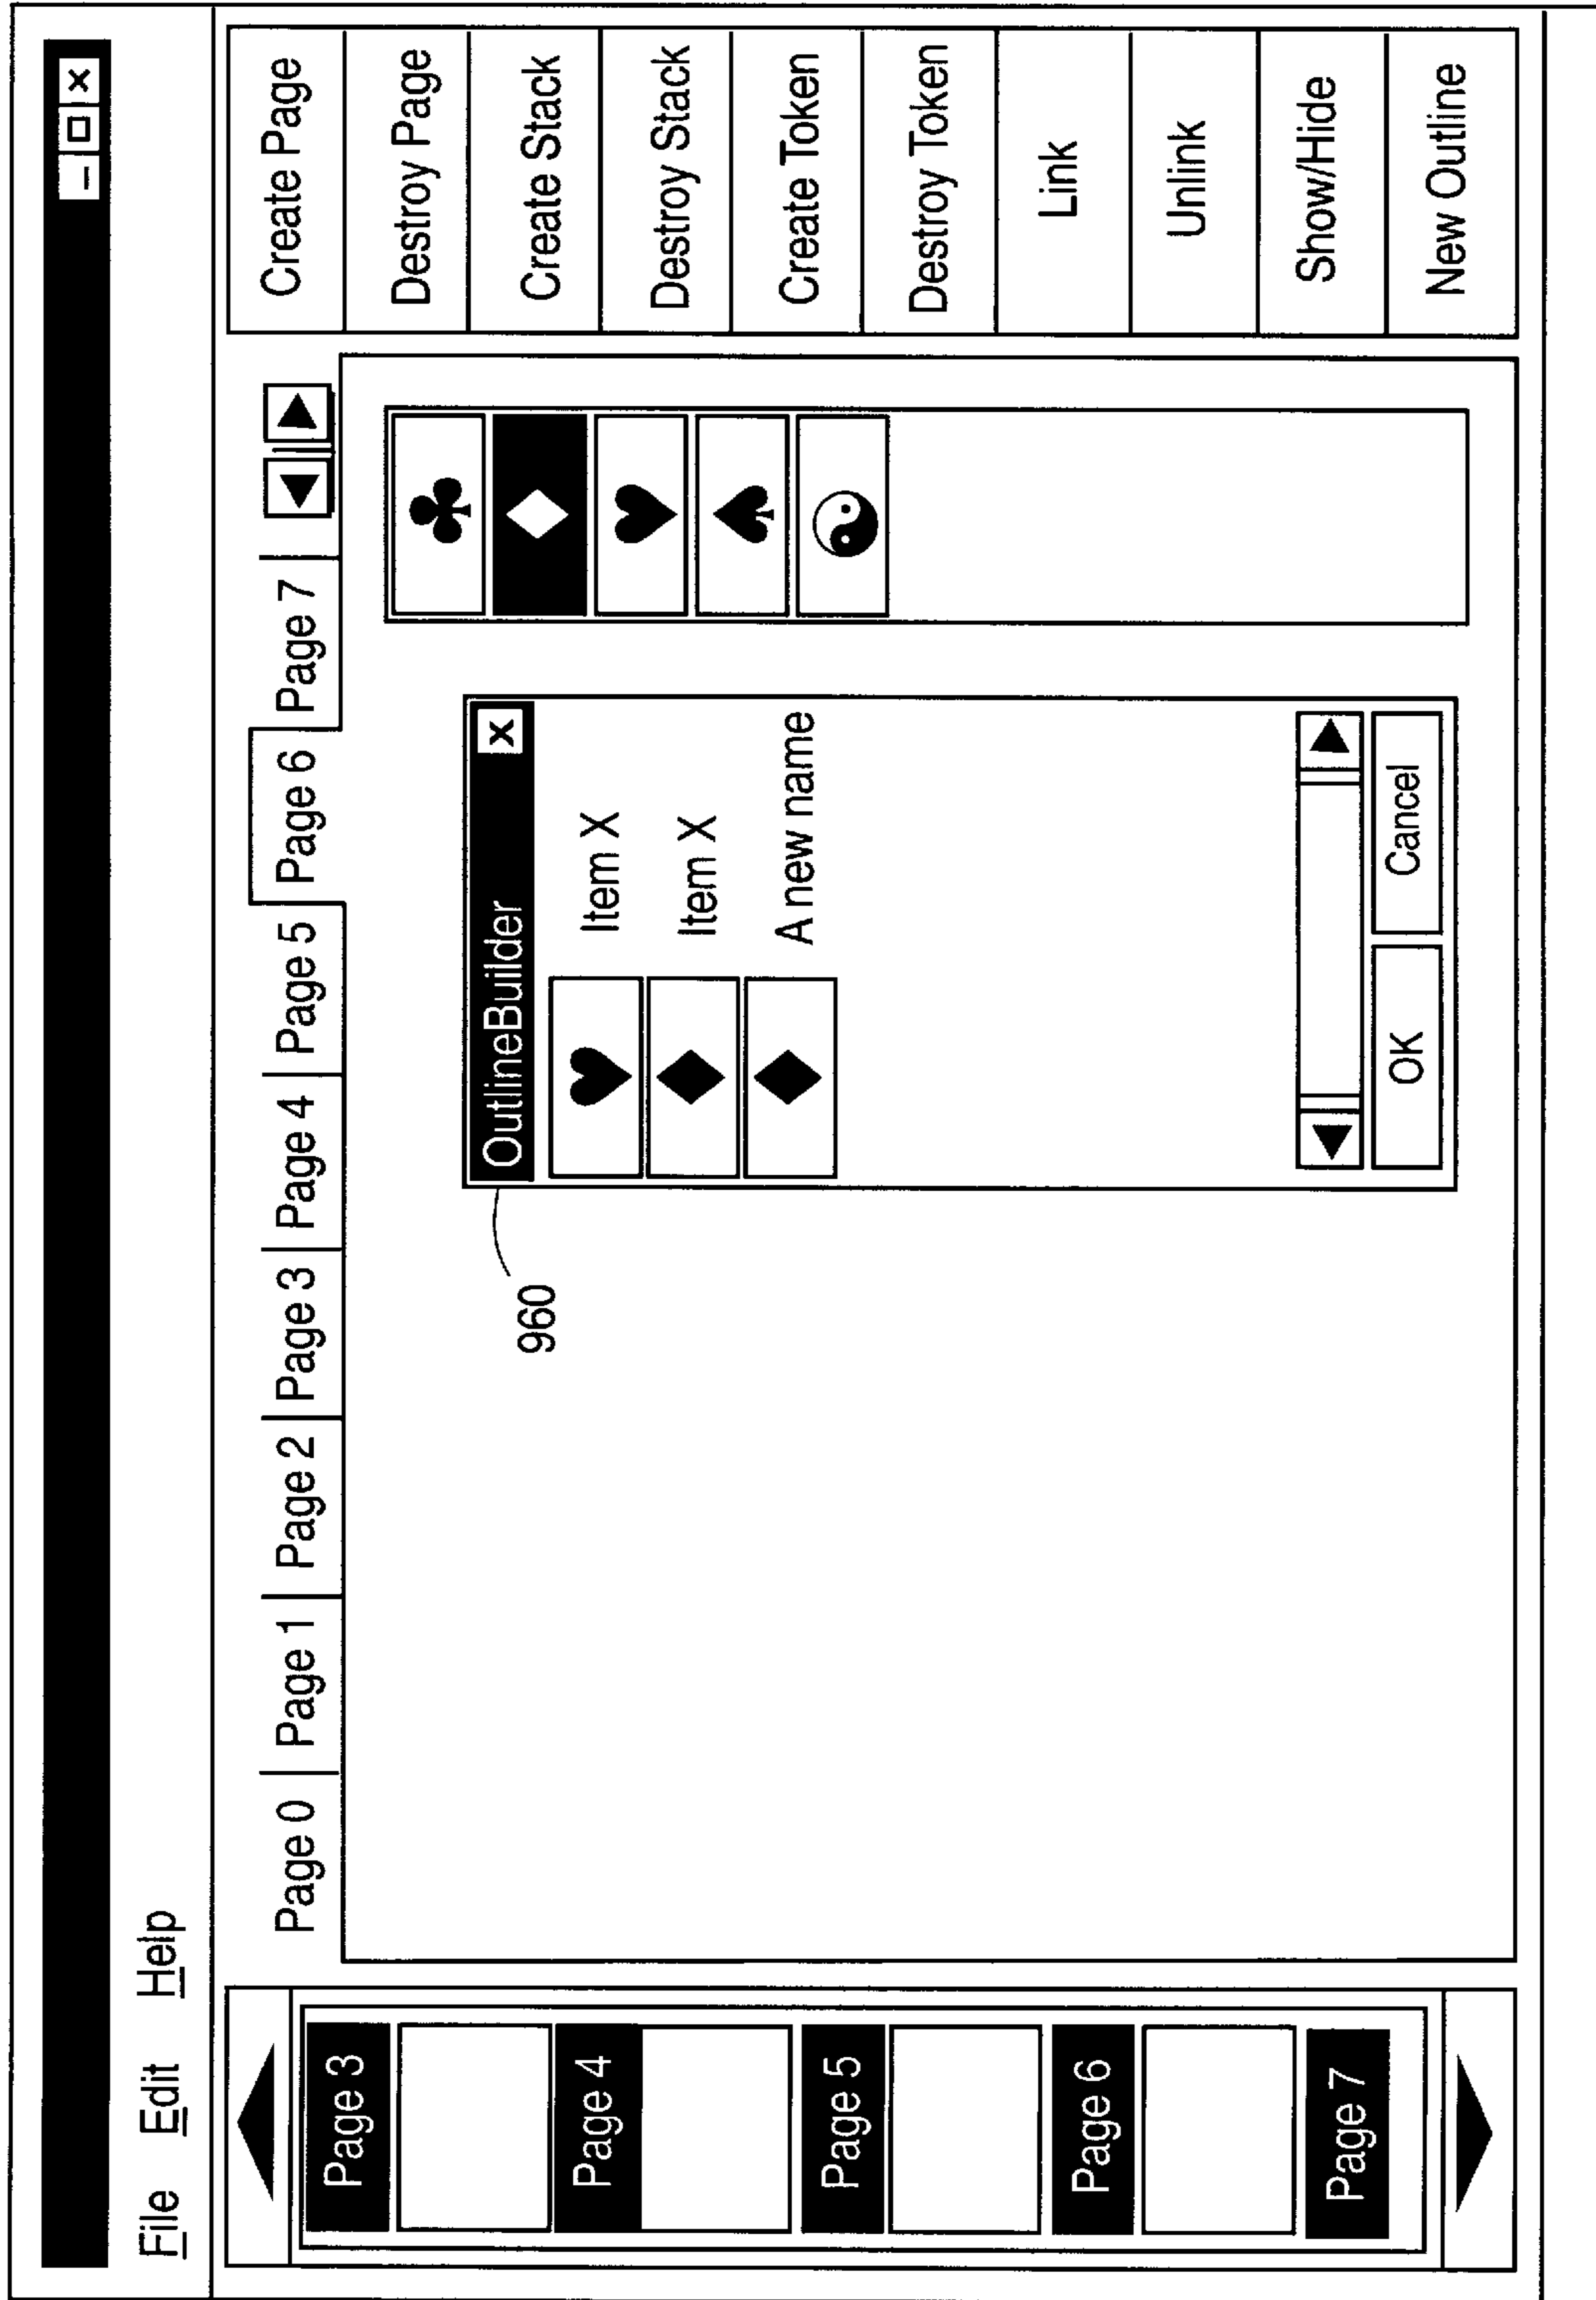 File Edit Help
Page 0 Page 1 Page 2 Page 3 Page 4 Page 5 Page 6 Page 7
Page 3
Page 4
Page 5
Page 6
Page 7
960
OutlineBuilder X
Item X
Item X
A new name
OK Cancel
Create Page
Destroy Page
Create Stack
Destroy Stack
Create Token
Destroy Token
Link
Unlink
Show/Hide
New Outline